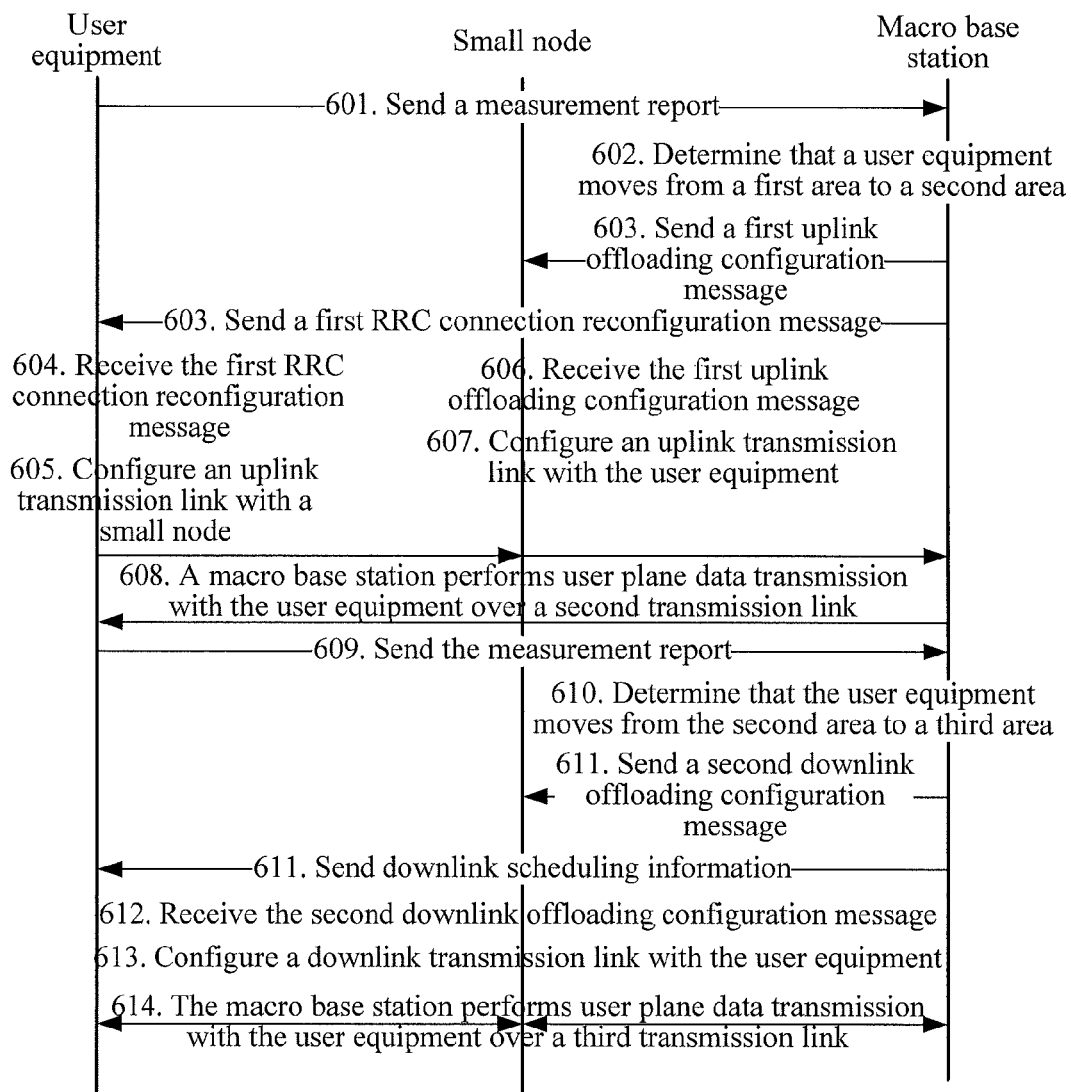 User
equipment
Small node
Macro base
station
601. Send a measurement report
602. Determine that a user equipment
moves from a first area to a second area
603. Send a first uplink
offloading configuration
message
603. Send a first RRC connection reconfiguration message
604. Receive the first RRC
connection reconfiguration
message
606. Receive the first uplink
offloading configuration message
607. Configure an uplink transmission
link with the user equipment
605. Configure an uplink
transmission link with a
small node
608. A macro base station performs user plane data transmission
with the user equipment over a second transmission link
609. Send the measurement report
610. Determine that the user equipment
moves from the second area to a third area
611. Send a second downlink
offloading configuration
message
611. Send downlink scheduling information
612. Receive the second downlink offloading configuration message
613. Configure a downlink transmission link with the user equipment
614. The macro base station performs user plane data transmission
with the user equipment over a third transmission link